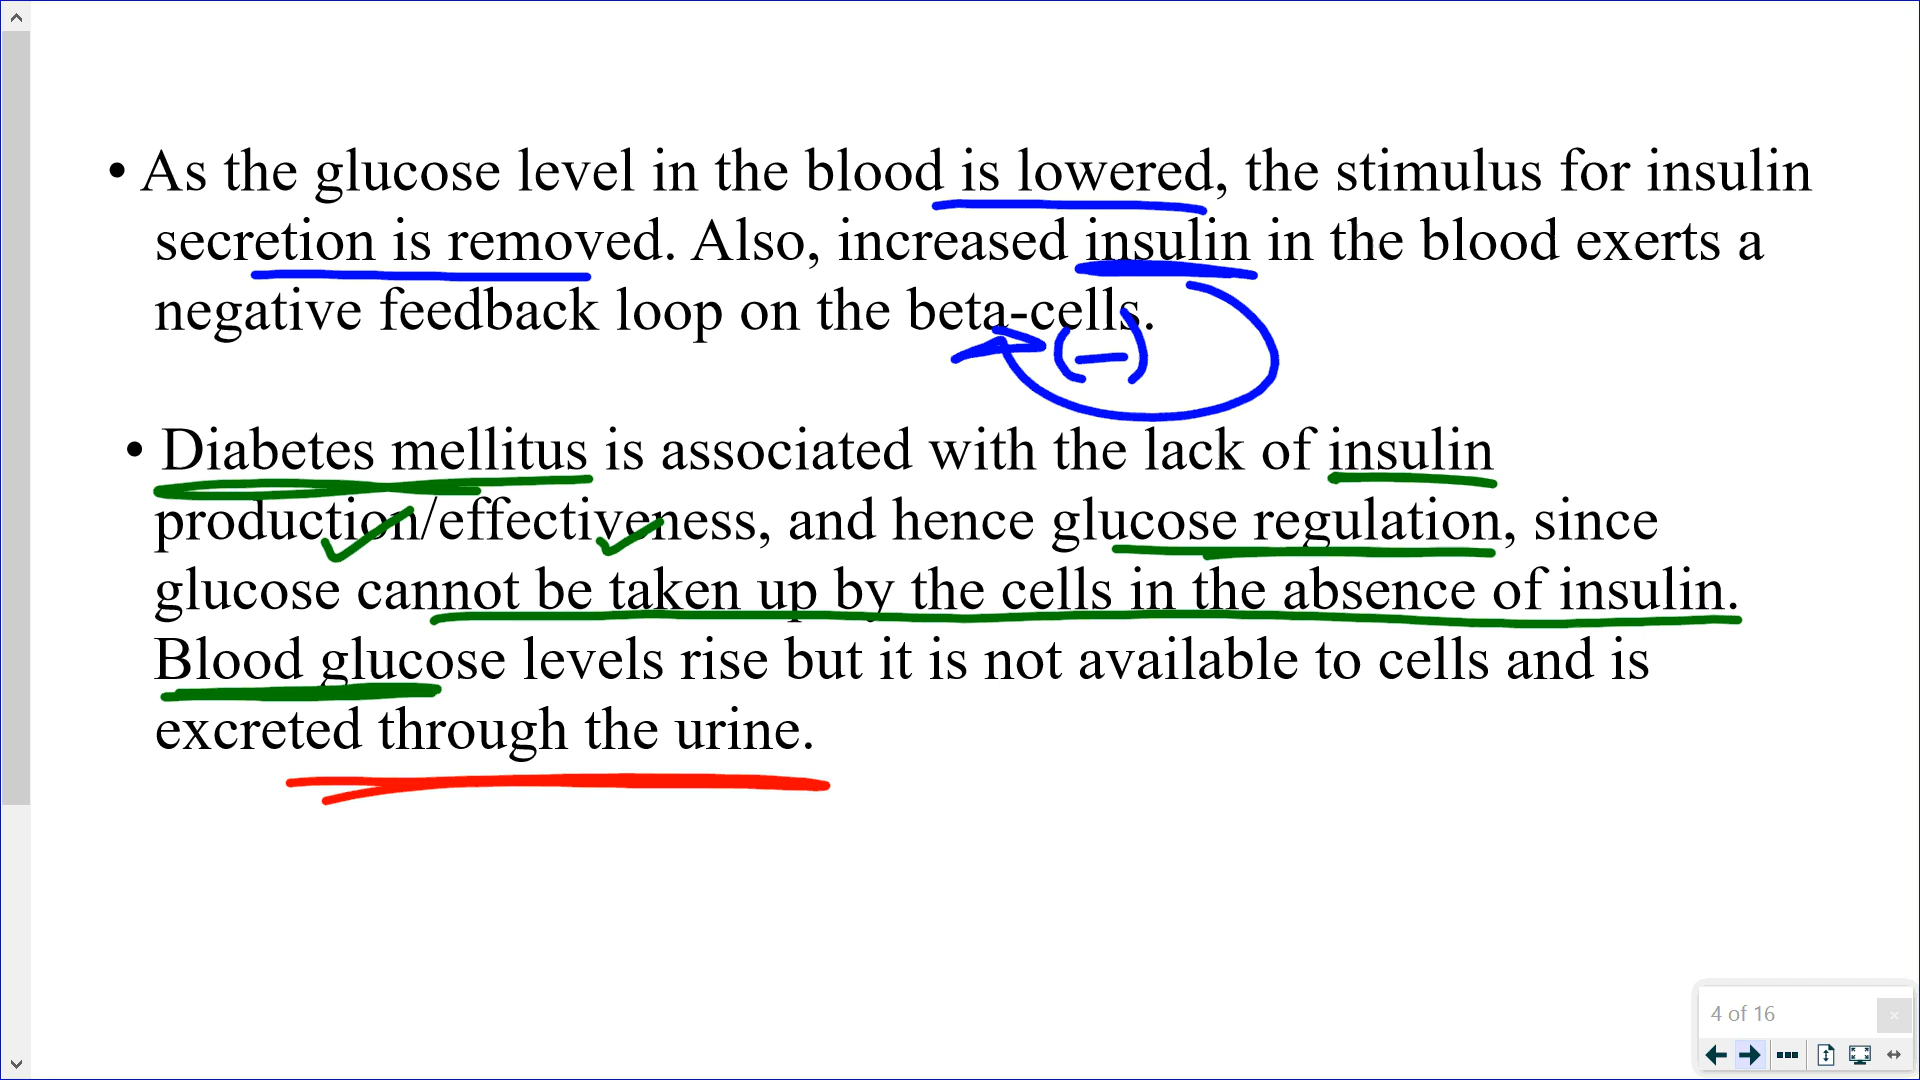 • As the glucose level in the blood is lowered, the stimulus for insulin
secretion is removed. Also, increased insulin in the blood exerts a
negative feedback loop on the beta-cells.
(−)
• Diabetes mellitus is associated with the lack of insulin
production/effectiveness, and hence glucose regulation, since
glucose cannot be taken up by the cells in the absence of insulin.
Blood glucose levels rise but it is not available to cells and is
excreted through the urine.
4 of 16